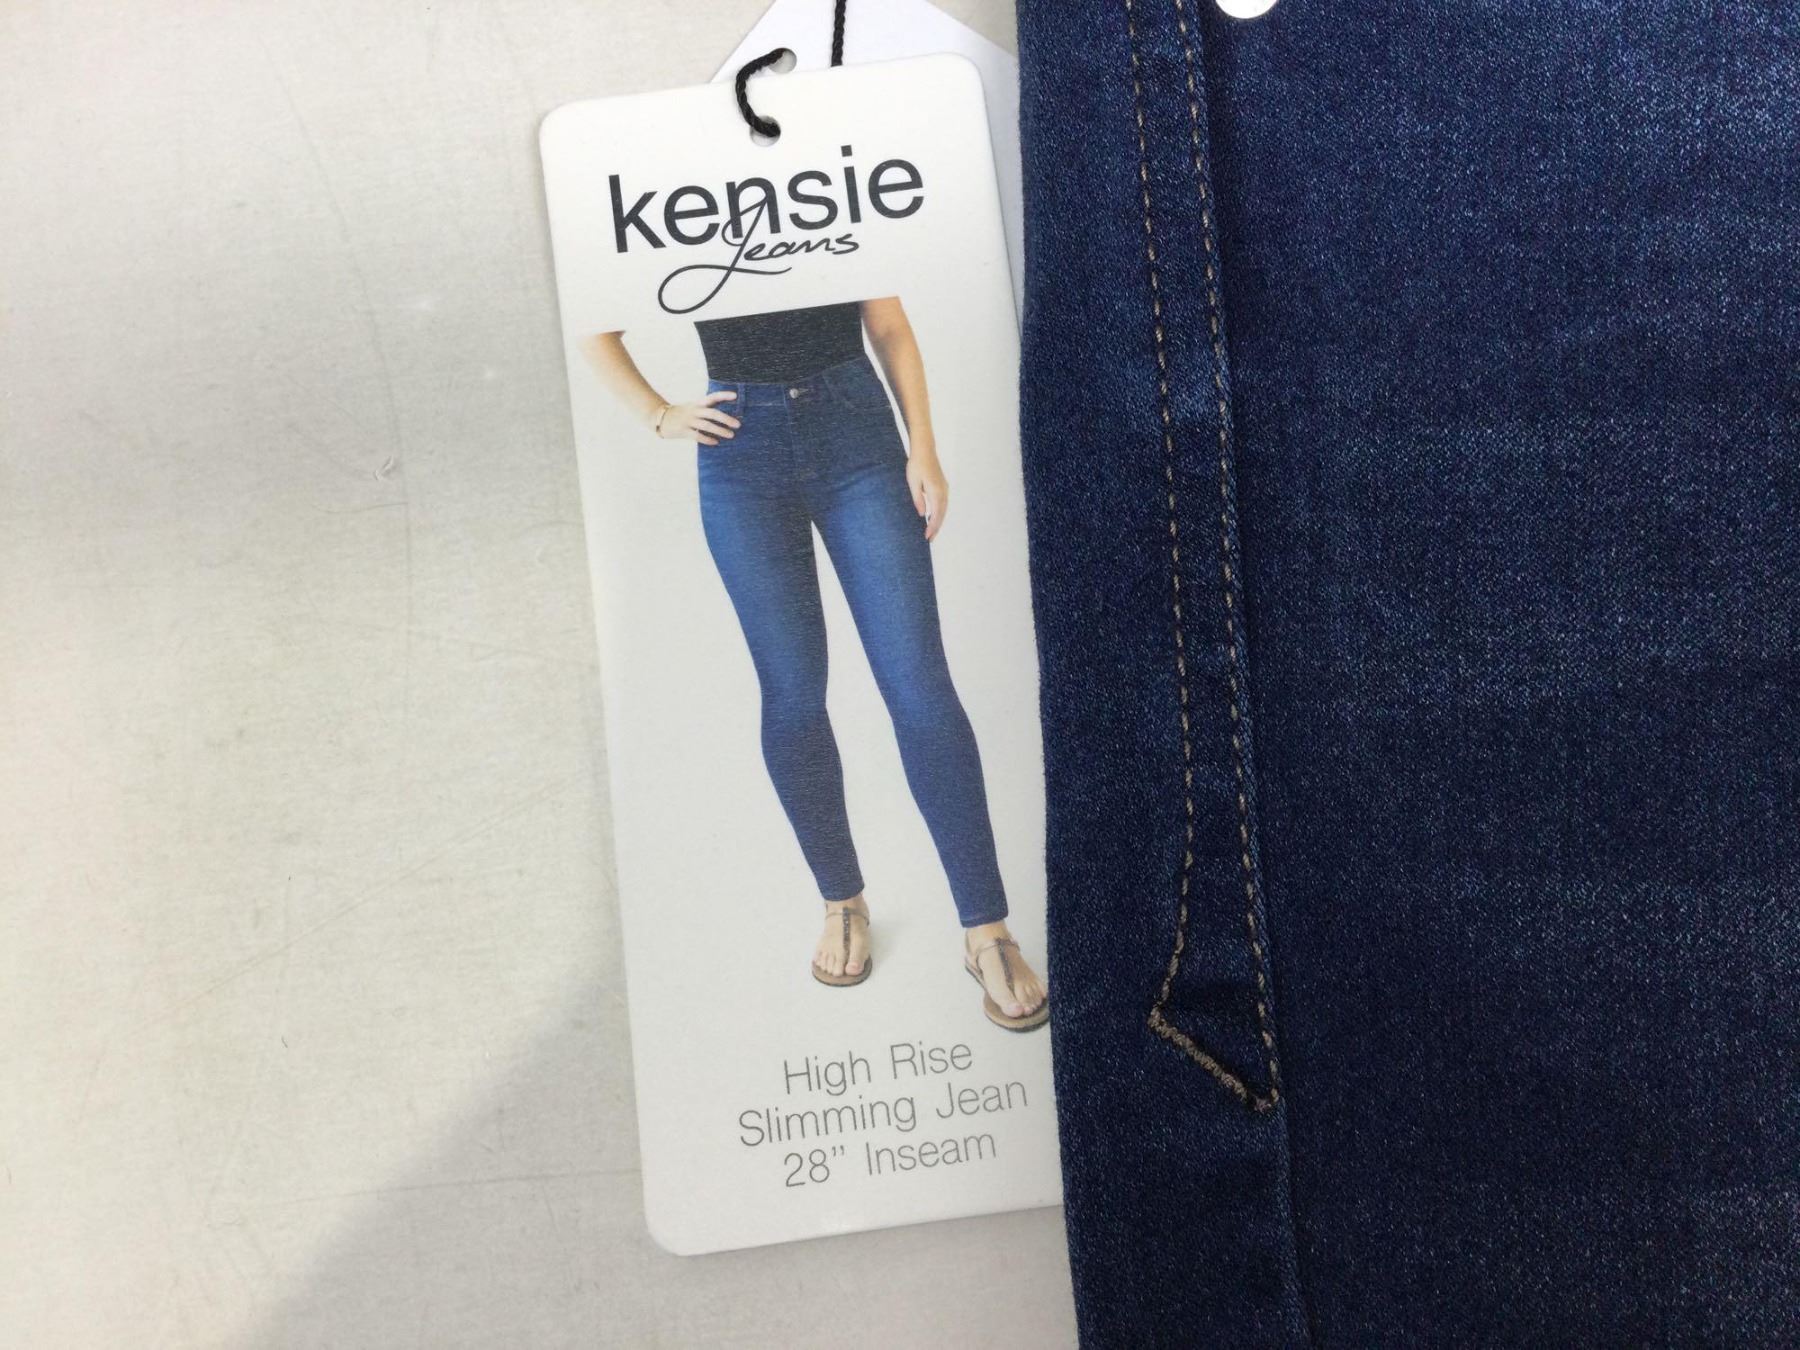 kensie
Jeans
High Rise
Slimming Jean
28” Inseam